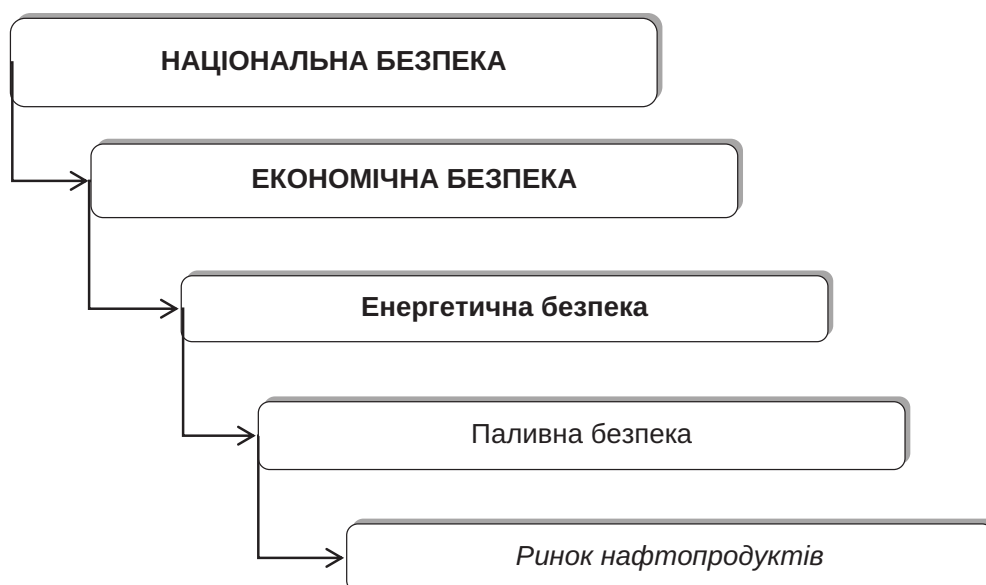 НАЦІОНАЛЬНА БЕЗПЕКА
ЕКОНОМІЧНА БЕЗПЕКА
Енергетична безпека
Паливна безпека
Ринок нафтопродуктів